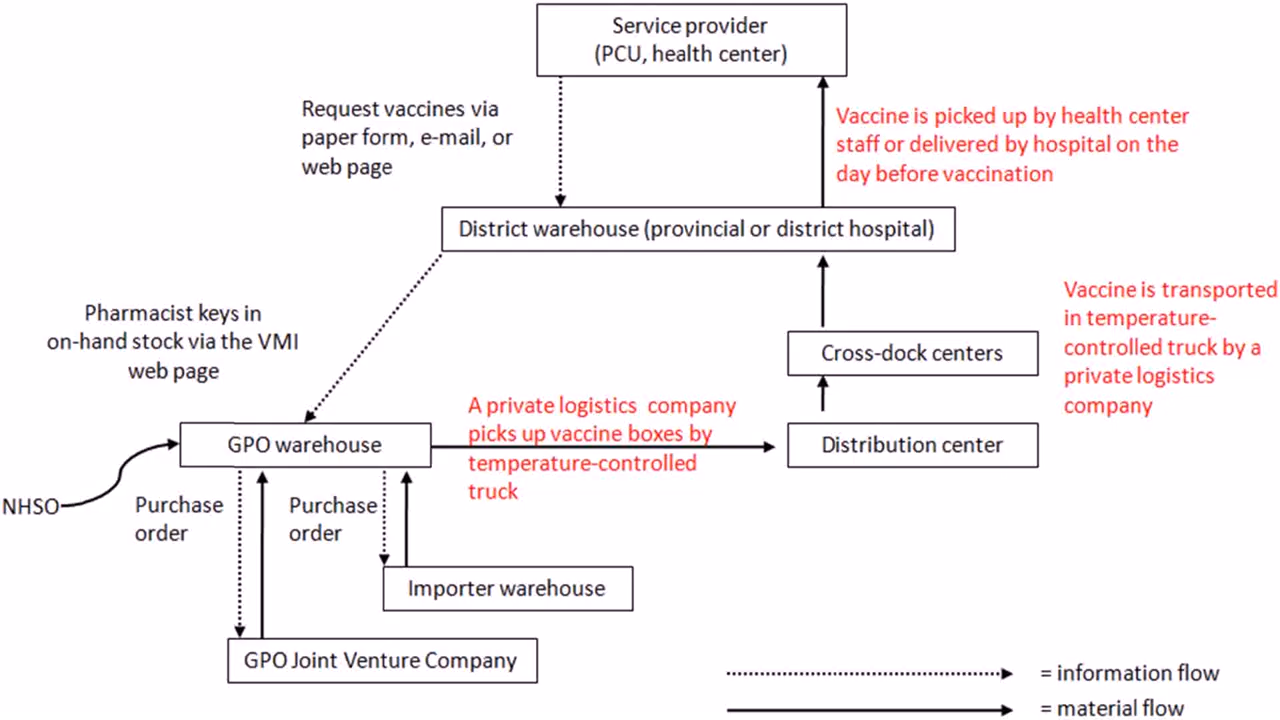 Service provider
(PCU, health center)
Request vaccines via
paper form, e-mail, or
web page
Vaccine is picked up by health center
staff or delivered by hospital on the
day before vaccination
District warehouse (provincial or district hospital)
Pharmacist keys in
on-hand stock via the VMI
web page
Vaccine is transported
in temperature-
controlled truck by a
private logistics
company
Cross-dock centers
A private logistics company
picks up vaccine boxes by
temperature-controlled
truck
GPO warehouse
Distribution center
NHSO
Purchase
order
Purchase
order
Importer warehouse
GPO Joint Venture Company
= information flow
= material flow